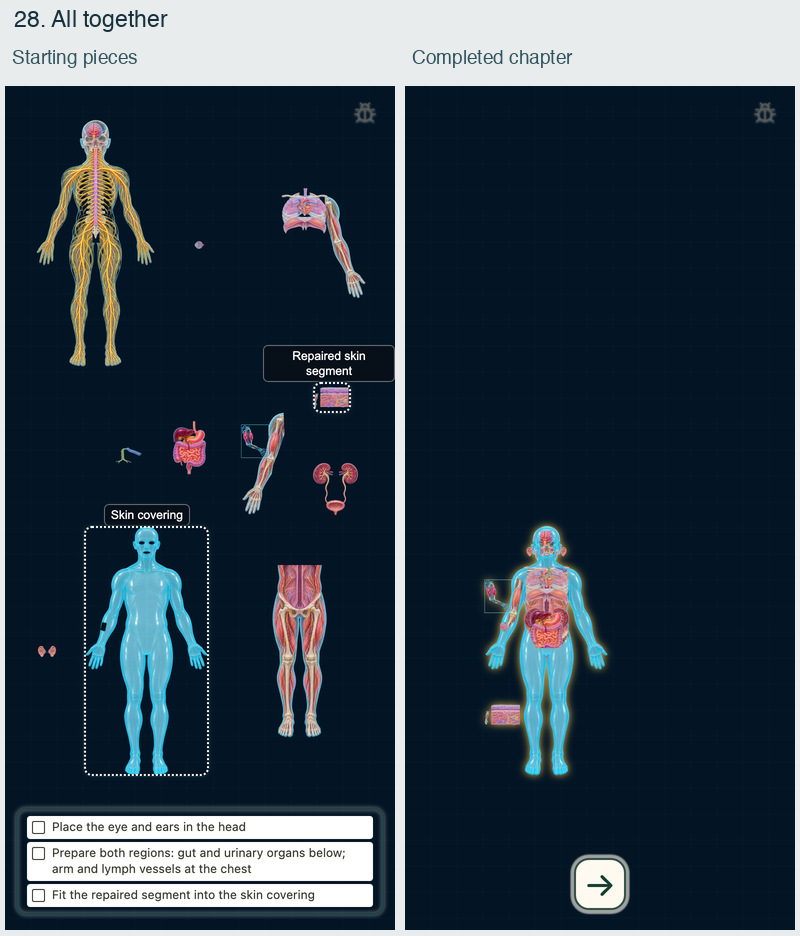 28. All together
Starting pieces
Completed chapter
Repaired skin
segment
Skin covering
Place the eye and ears in the head
Prepare both regions: gut and urinary organs below;
arm and lymph vessels at the chest
Fit the repaired segment into the skin covering